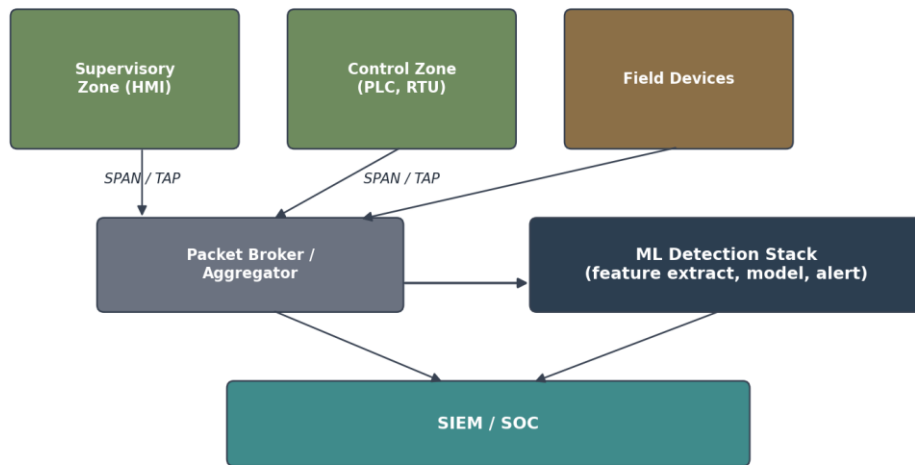 Supervisory
Zone (HMI)
Control Zone
(PLC, RTU)
Field Devices
SPAN / TAP
SPAN / TAP
Packet Broker /
Aggregator
ML Detection Stack
(feature extract, model, alert)
SIEM / SOC